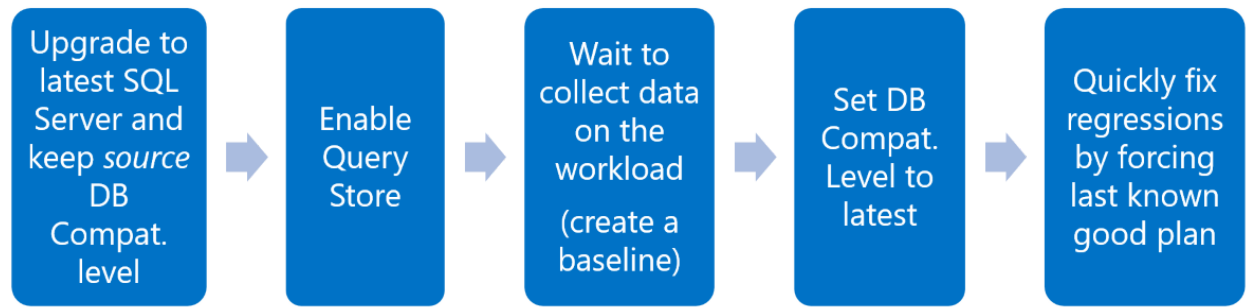 Upgrade to
latest SQL
Server and
keep source
DB
Compat.
level
Enable
Query
Store
Wait to
collect data
on the
workload
(create a
baseline)
Set DB
Compat.
Level to
latest
Quickly fix
regressions
by forcing
last known
good plan